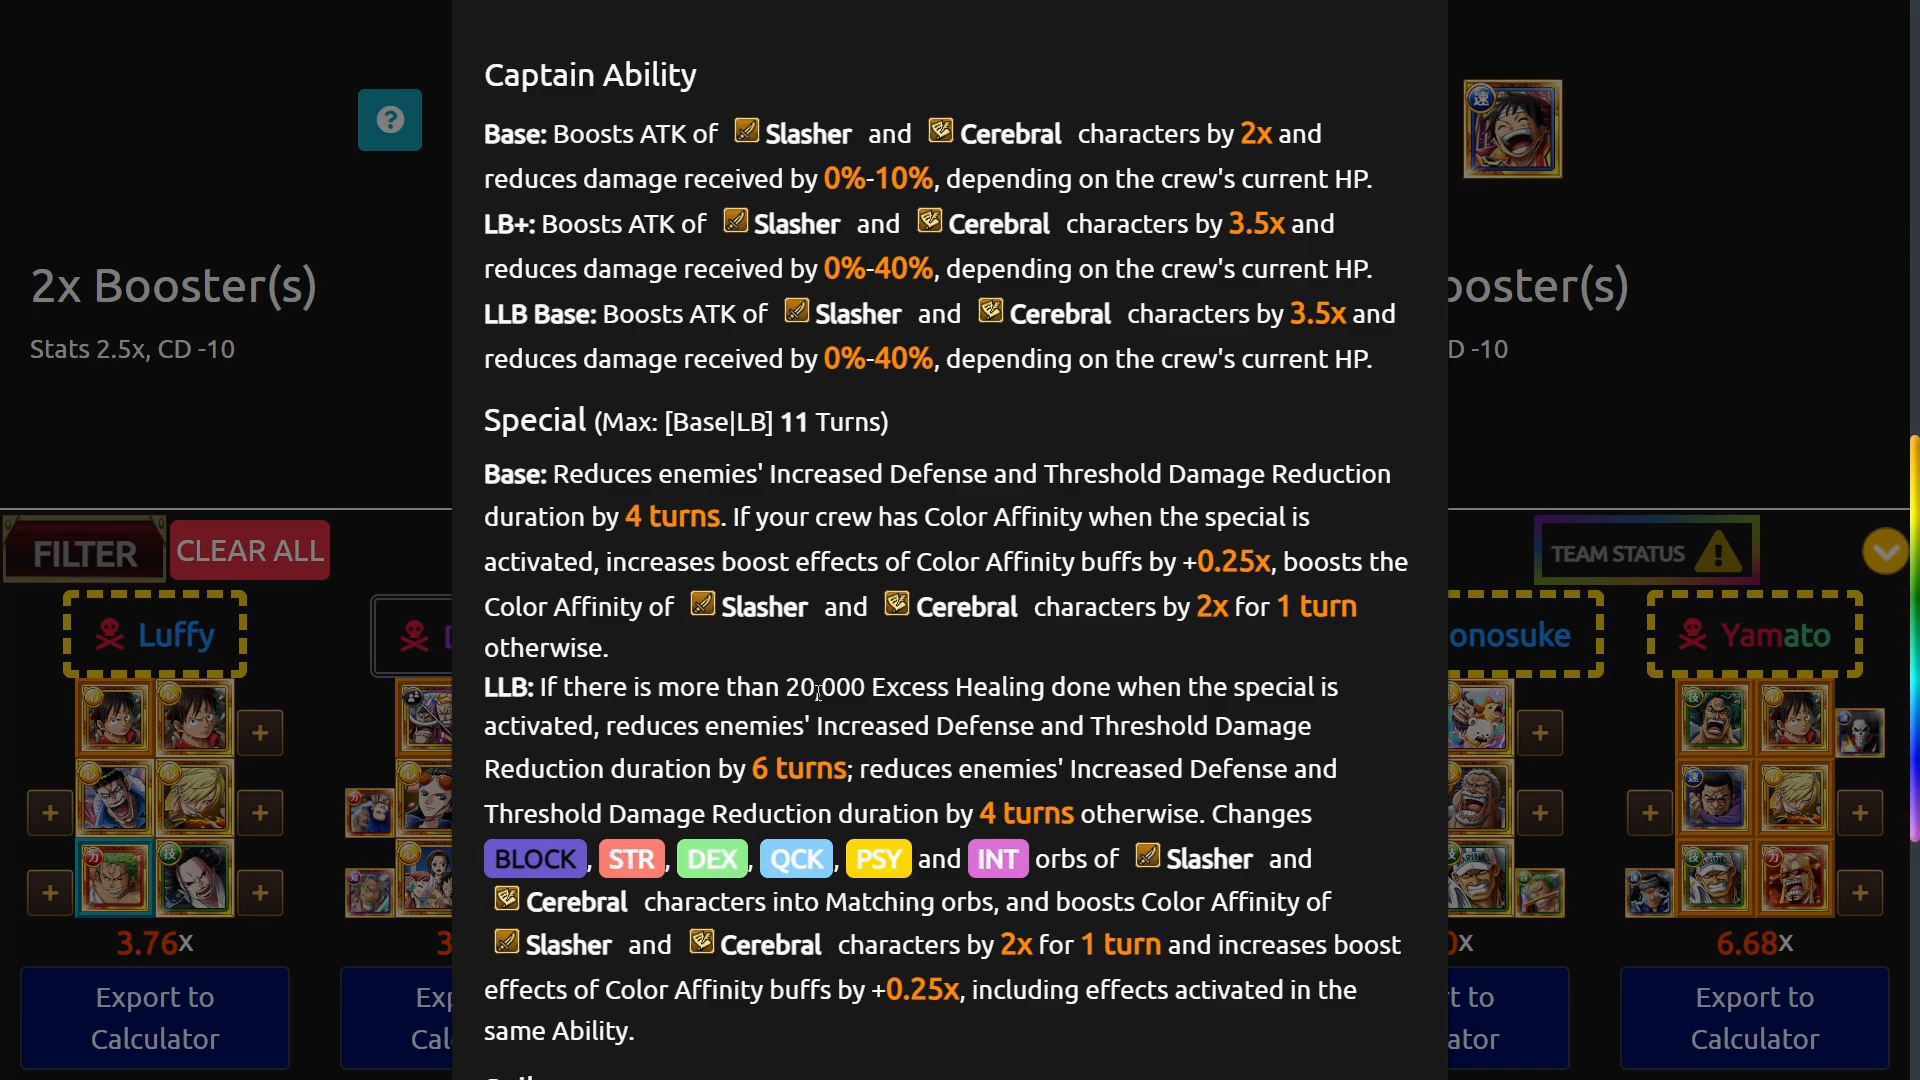 Captain Ability
Base: Boosts ATK of Slasher and Cerebral characters by 2x and
reduces damage received by 0%-10%, depending on the crew's current HP.
LB+: Boosts ATK of Slasher and Cerebral characters by 3.5x and
reduces damage received by 0%-40%, depending on the crew's current HP.
LLB Base: Boosts ATK of Slasher and Cerebral characters by 3.5x and
reduces damage received by 0%-40%, depending on the crew's current HP.
Special (Max: [Base|LB] 11 Turns)
Base: Reduces enemies' Increased Defense and Threshold Damage Reduction
duration by 4 turns. If your crew has Color Affinity when the special is
activated, increases boost effects of Color Affinity buffs by +0.25x, boosts the
Color Affinity of Slasher and Cerebral characters by 2x for 1 turn
otherwise.
LLB: If there is more than 20,000 Excess Healing done when the special is
activated, reduces enemies' Increased Defense and Threshold Damage
Reduction duration by 6 turns; reduces enemies' Increased Defense and
Threshold Damage Reduction duration by 4 turns otherwise. Changes
BLOCK, STR, DEX, QCK, PSY and INT orbs of Slasher and
Cerebral characters into Matching orbs, and boosts Color Affinity of
Slasher and Cerebral characters by 2x for 1 turn and increases boost
effects of Color Affinity buffs by +0.25x, including effects activated in the
same Ability.
?
2x Booster(s)
Stats 2.5x, CD -10
FILTER
CLEAR ALL
Luffy
3.76x
Export to
Calculator
3
Exp
Cal
ooster(s)
D -10
TEAM STATUS
onosuke
Yamato
x
t to
ator
6.68x
Export to
Calculator